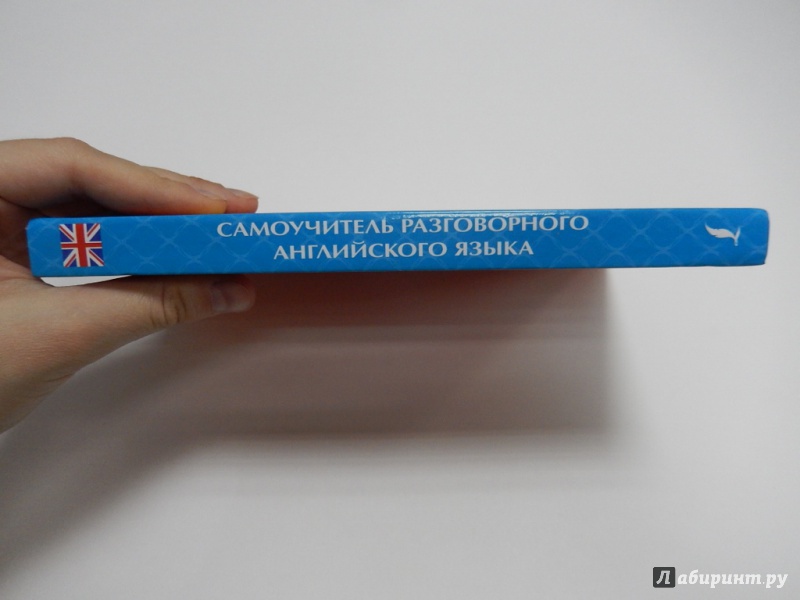 САМОУЧИТЕЛЬ РАЗГОВОРНОГО
АНГЛИЙСКОГО ЯЗЫКА
Лабиринт.ру